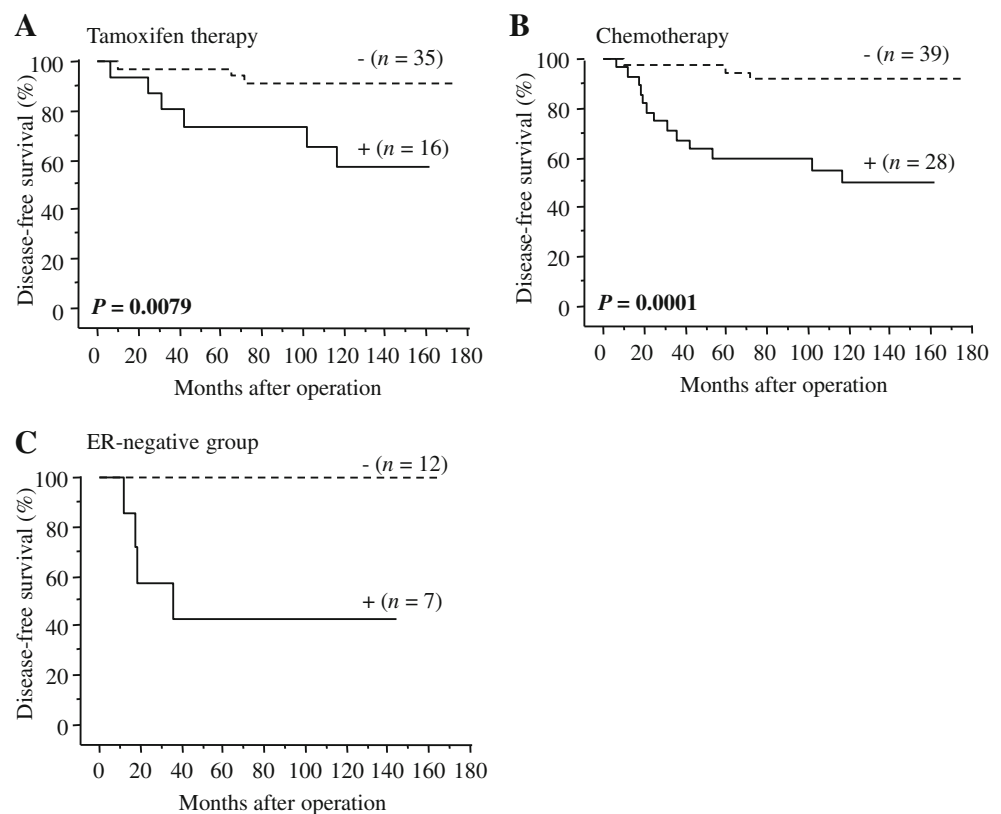 A
Tamoxifen therapy
Disease-free survival (%)
100
80
60
40
20
0
- (n = 35)
+ (n = 16)
P = 0.0079
0 20 40 60 80 100 120 140 160 180
Months after operation
B
Chemotherapy
Disease-free survival (%)
100
80
60
40
20
0
- (n = 39)
+ (n = 28)
P = 0.0001
0 20 40 60 80 100 120 140 160 180
Months after operation
C
ER-negative group
Disease-free survival (%)
100
80
60
40
20
0
- (n = 12)
+ (n = 7)
0 20 40 60 80 100 120 140 160 180
Months after operation